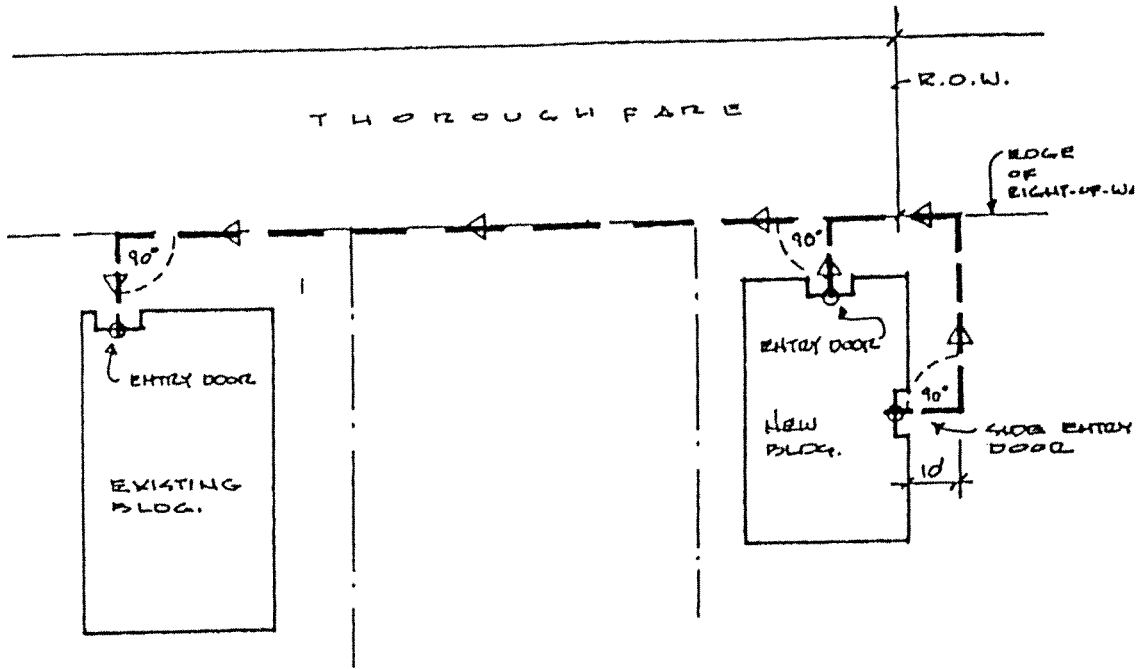 R.O.W.
THOROUGHFARE
EDGE
OF
RIGHT-OF-WA
90°
90°
ENTRY DOOR
ENTRY DOOR
90°
NEW
BLDG.
SIDE ENTRY
DOOR
10'
EXISTING
BLDG.